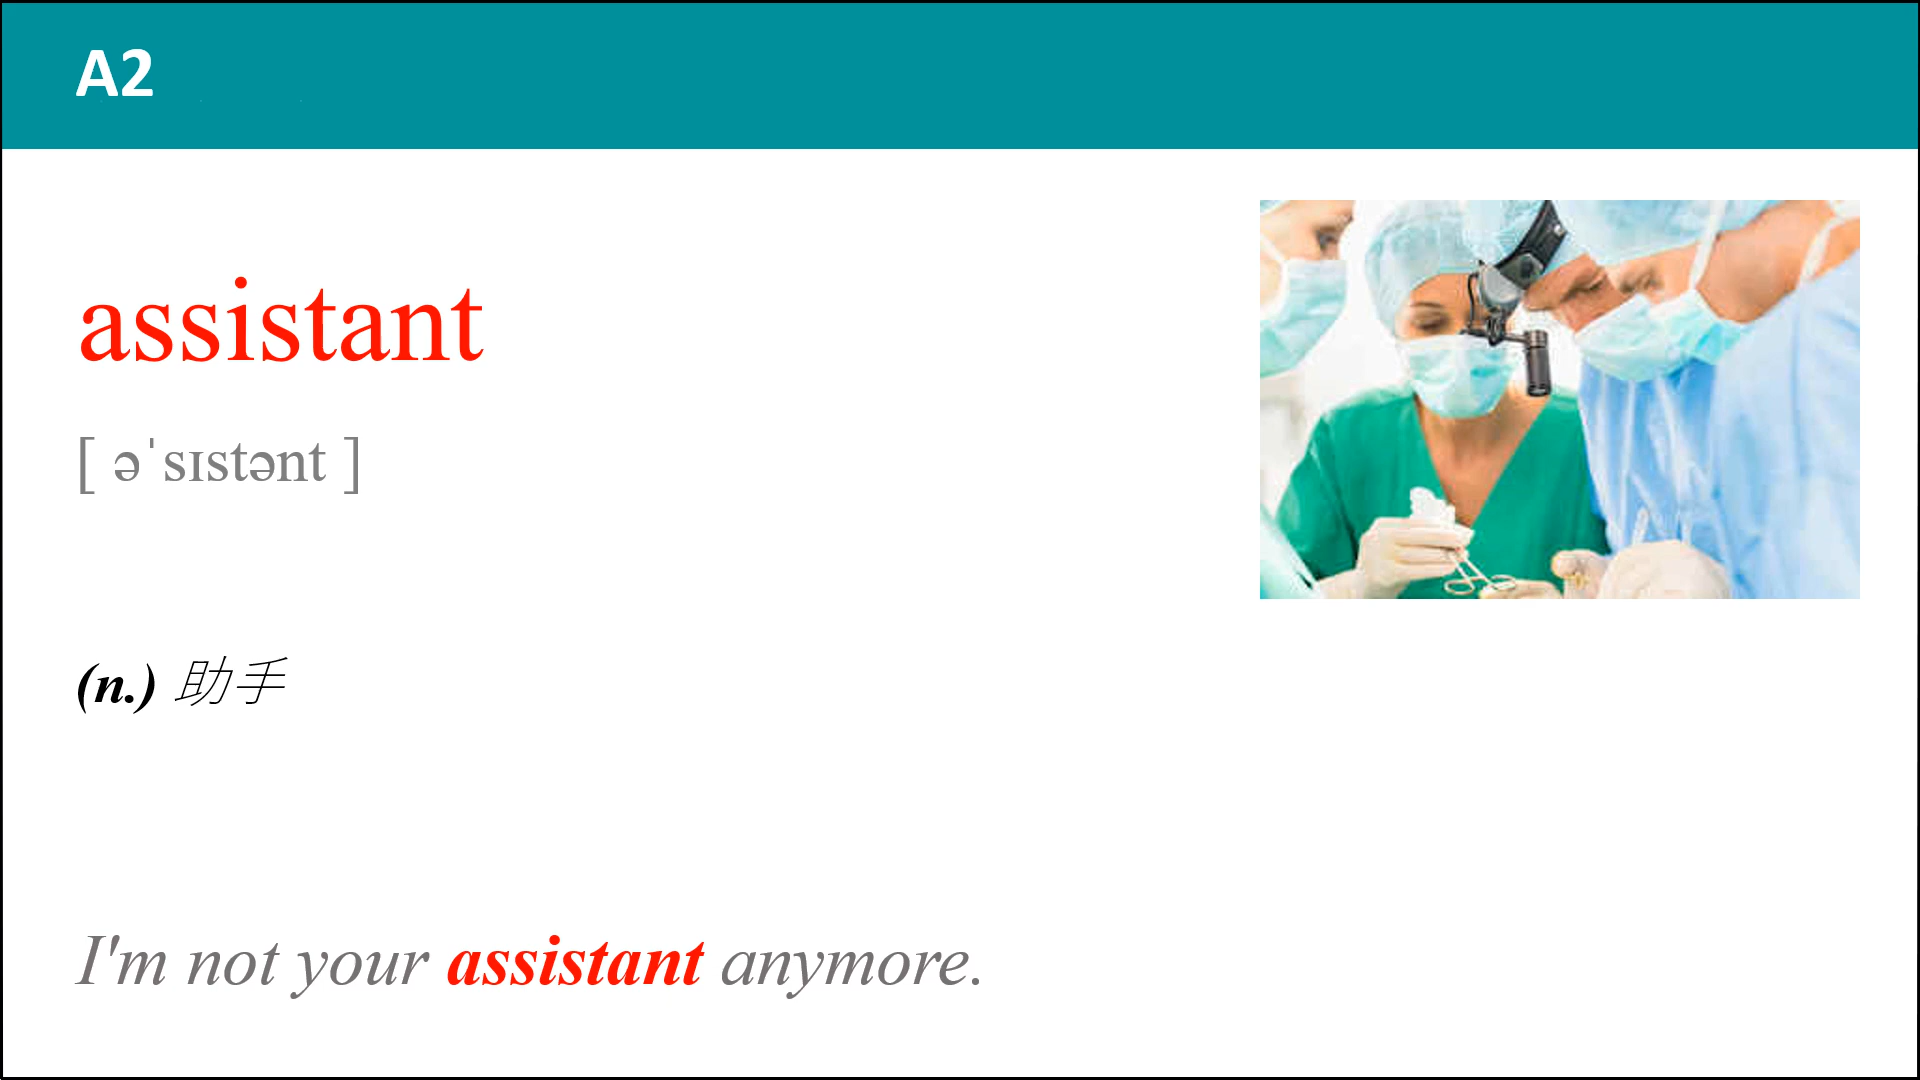 A2
assistant
[ əˈsɪstənt ]
(n.) 助手
I'm not your assistant anymore.